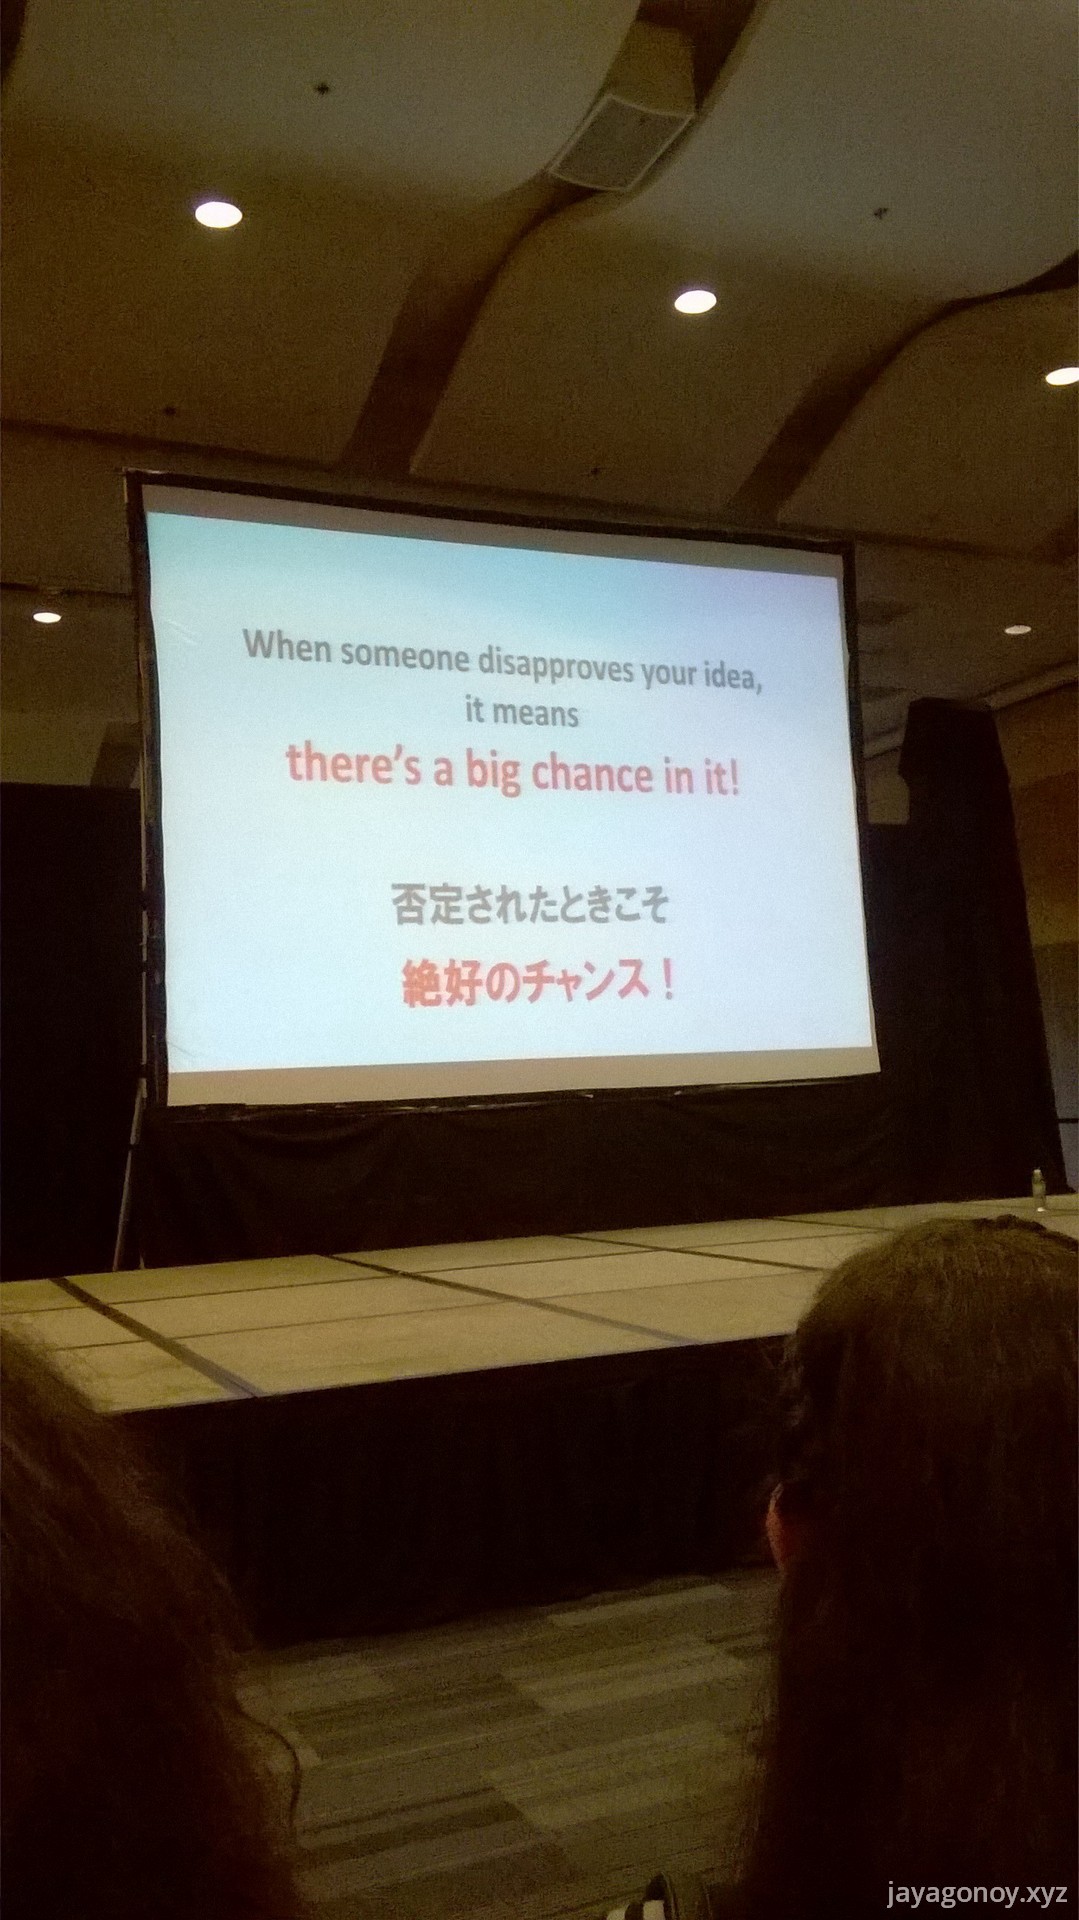 When someone disapproves your idea,
it means
there's a big chance in it!
否定されたときこそ
絶好のチャンス！
jayagonoy.xyz